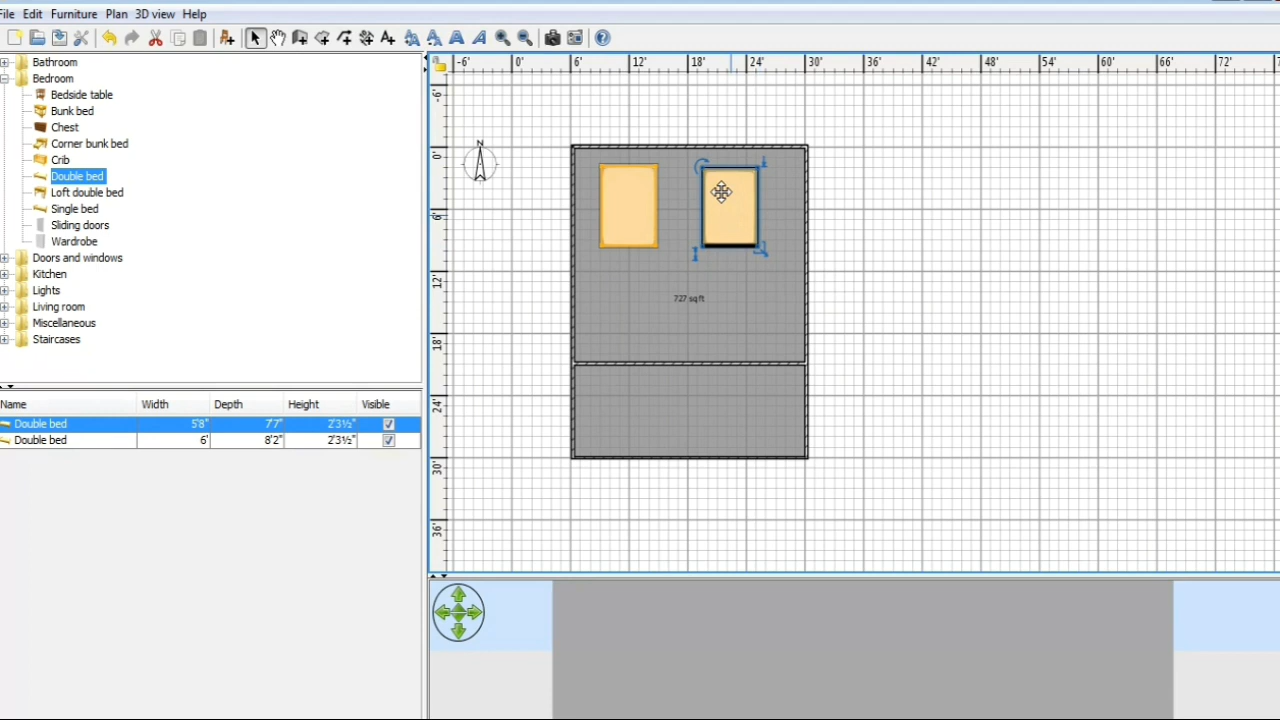 File Edit Furniture Plan 3D view Help
Bathroom
Bedroom
Bedside table
Bunk bed
Chest
Corner bunk bed
Crib
Double bed
Loft double bed
Single bed
Sliding doors
Wardrobe
Doors and windows
Kitchen
Lights
Living room
Miscellaneous
Staircases
Name Width Depth Height Visible
Double bed 5'8" 7'7" 2'3½"
Double bed 6' 8'2" 2'3½"
-6' 0' 6' 12' 18' 24' 30' 36' 42' 48' 54' 60' 66' 72'
-6'
0'
6'
12'
18'
24'
30'
36'
N
727 sq ft